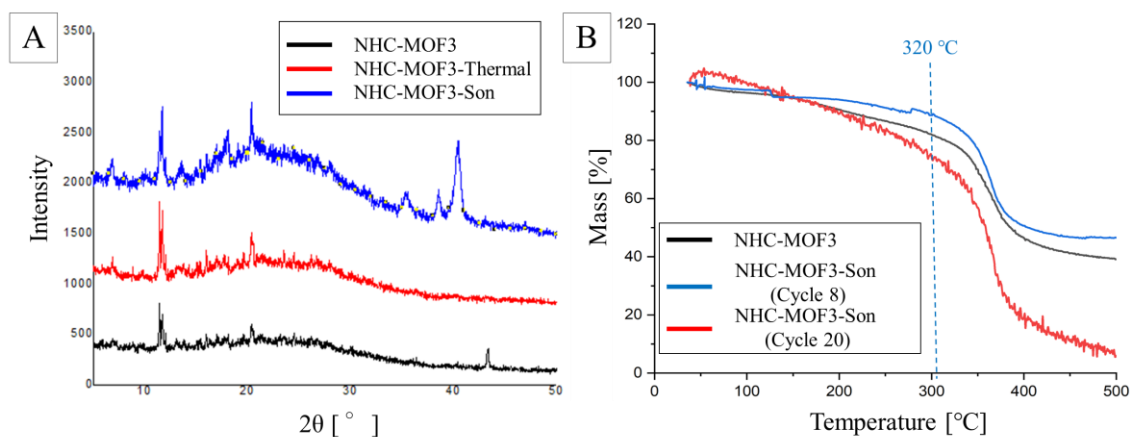 A
3500
3000
2500
2000
1500
1000
500
0
Intensity
NHC-MOF3
NHC-MOF3-Thermal
NHC-MOF3-Son
10
20
30
40
50
2θ [ ° ]
B
120
100
80
60
40
20
0
Mass [%]
320 ℃
NHC-MOF3
NHC-MOF3-Son
(Cycle 8)
NHC-MOF3-Son
(Cycle 20)
0
100
200
300
400
500
Temperature [℃]